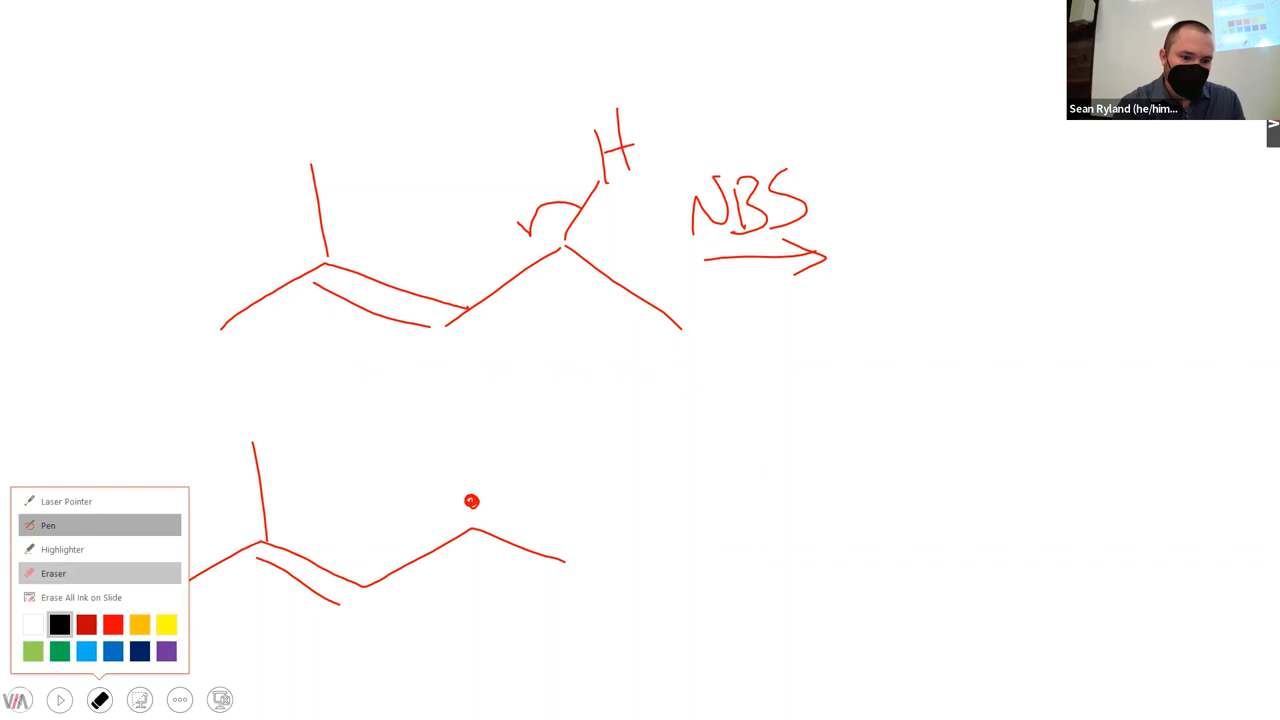 Sean Ryland (he/him...
H
NBS
Laser Pointer
Pen
Highlighter
Eraser
Erase All Ink on Slide